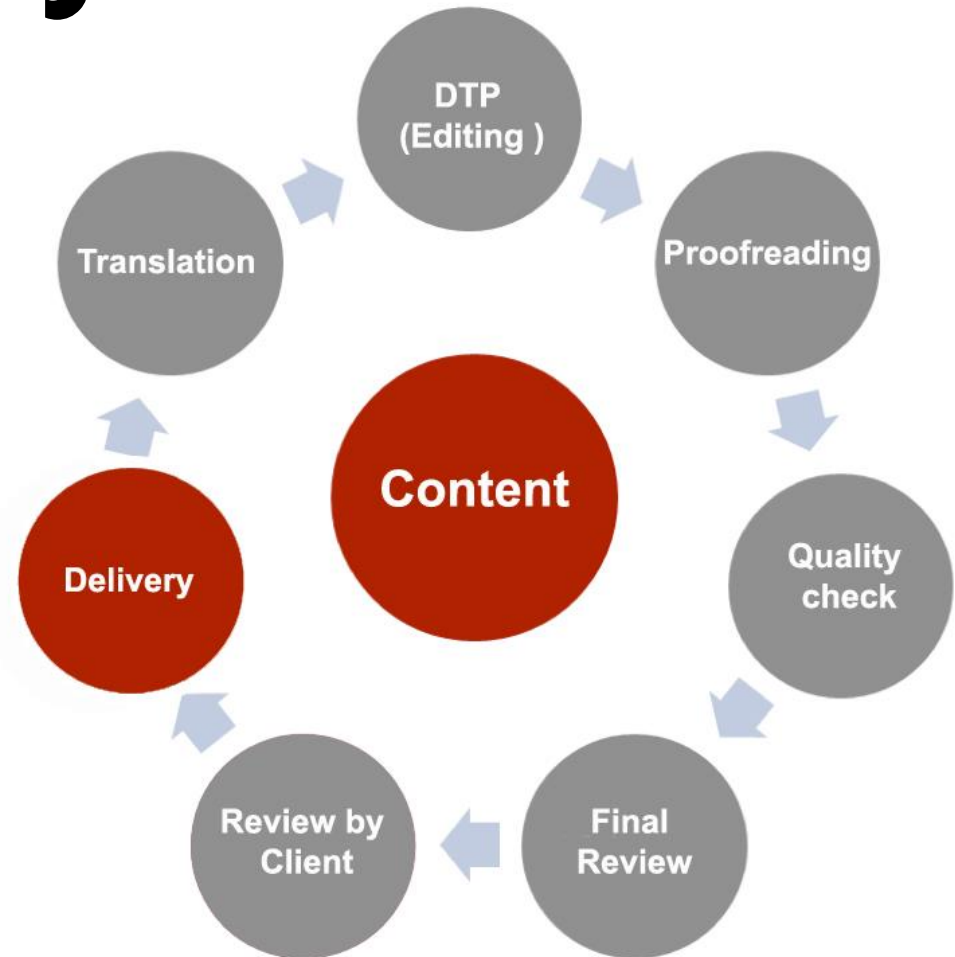 DTP
(Editing )
Proofreading
Quality
check
Final
Review
Review by
Client
Delivery
Translation
Content